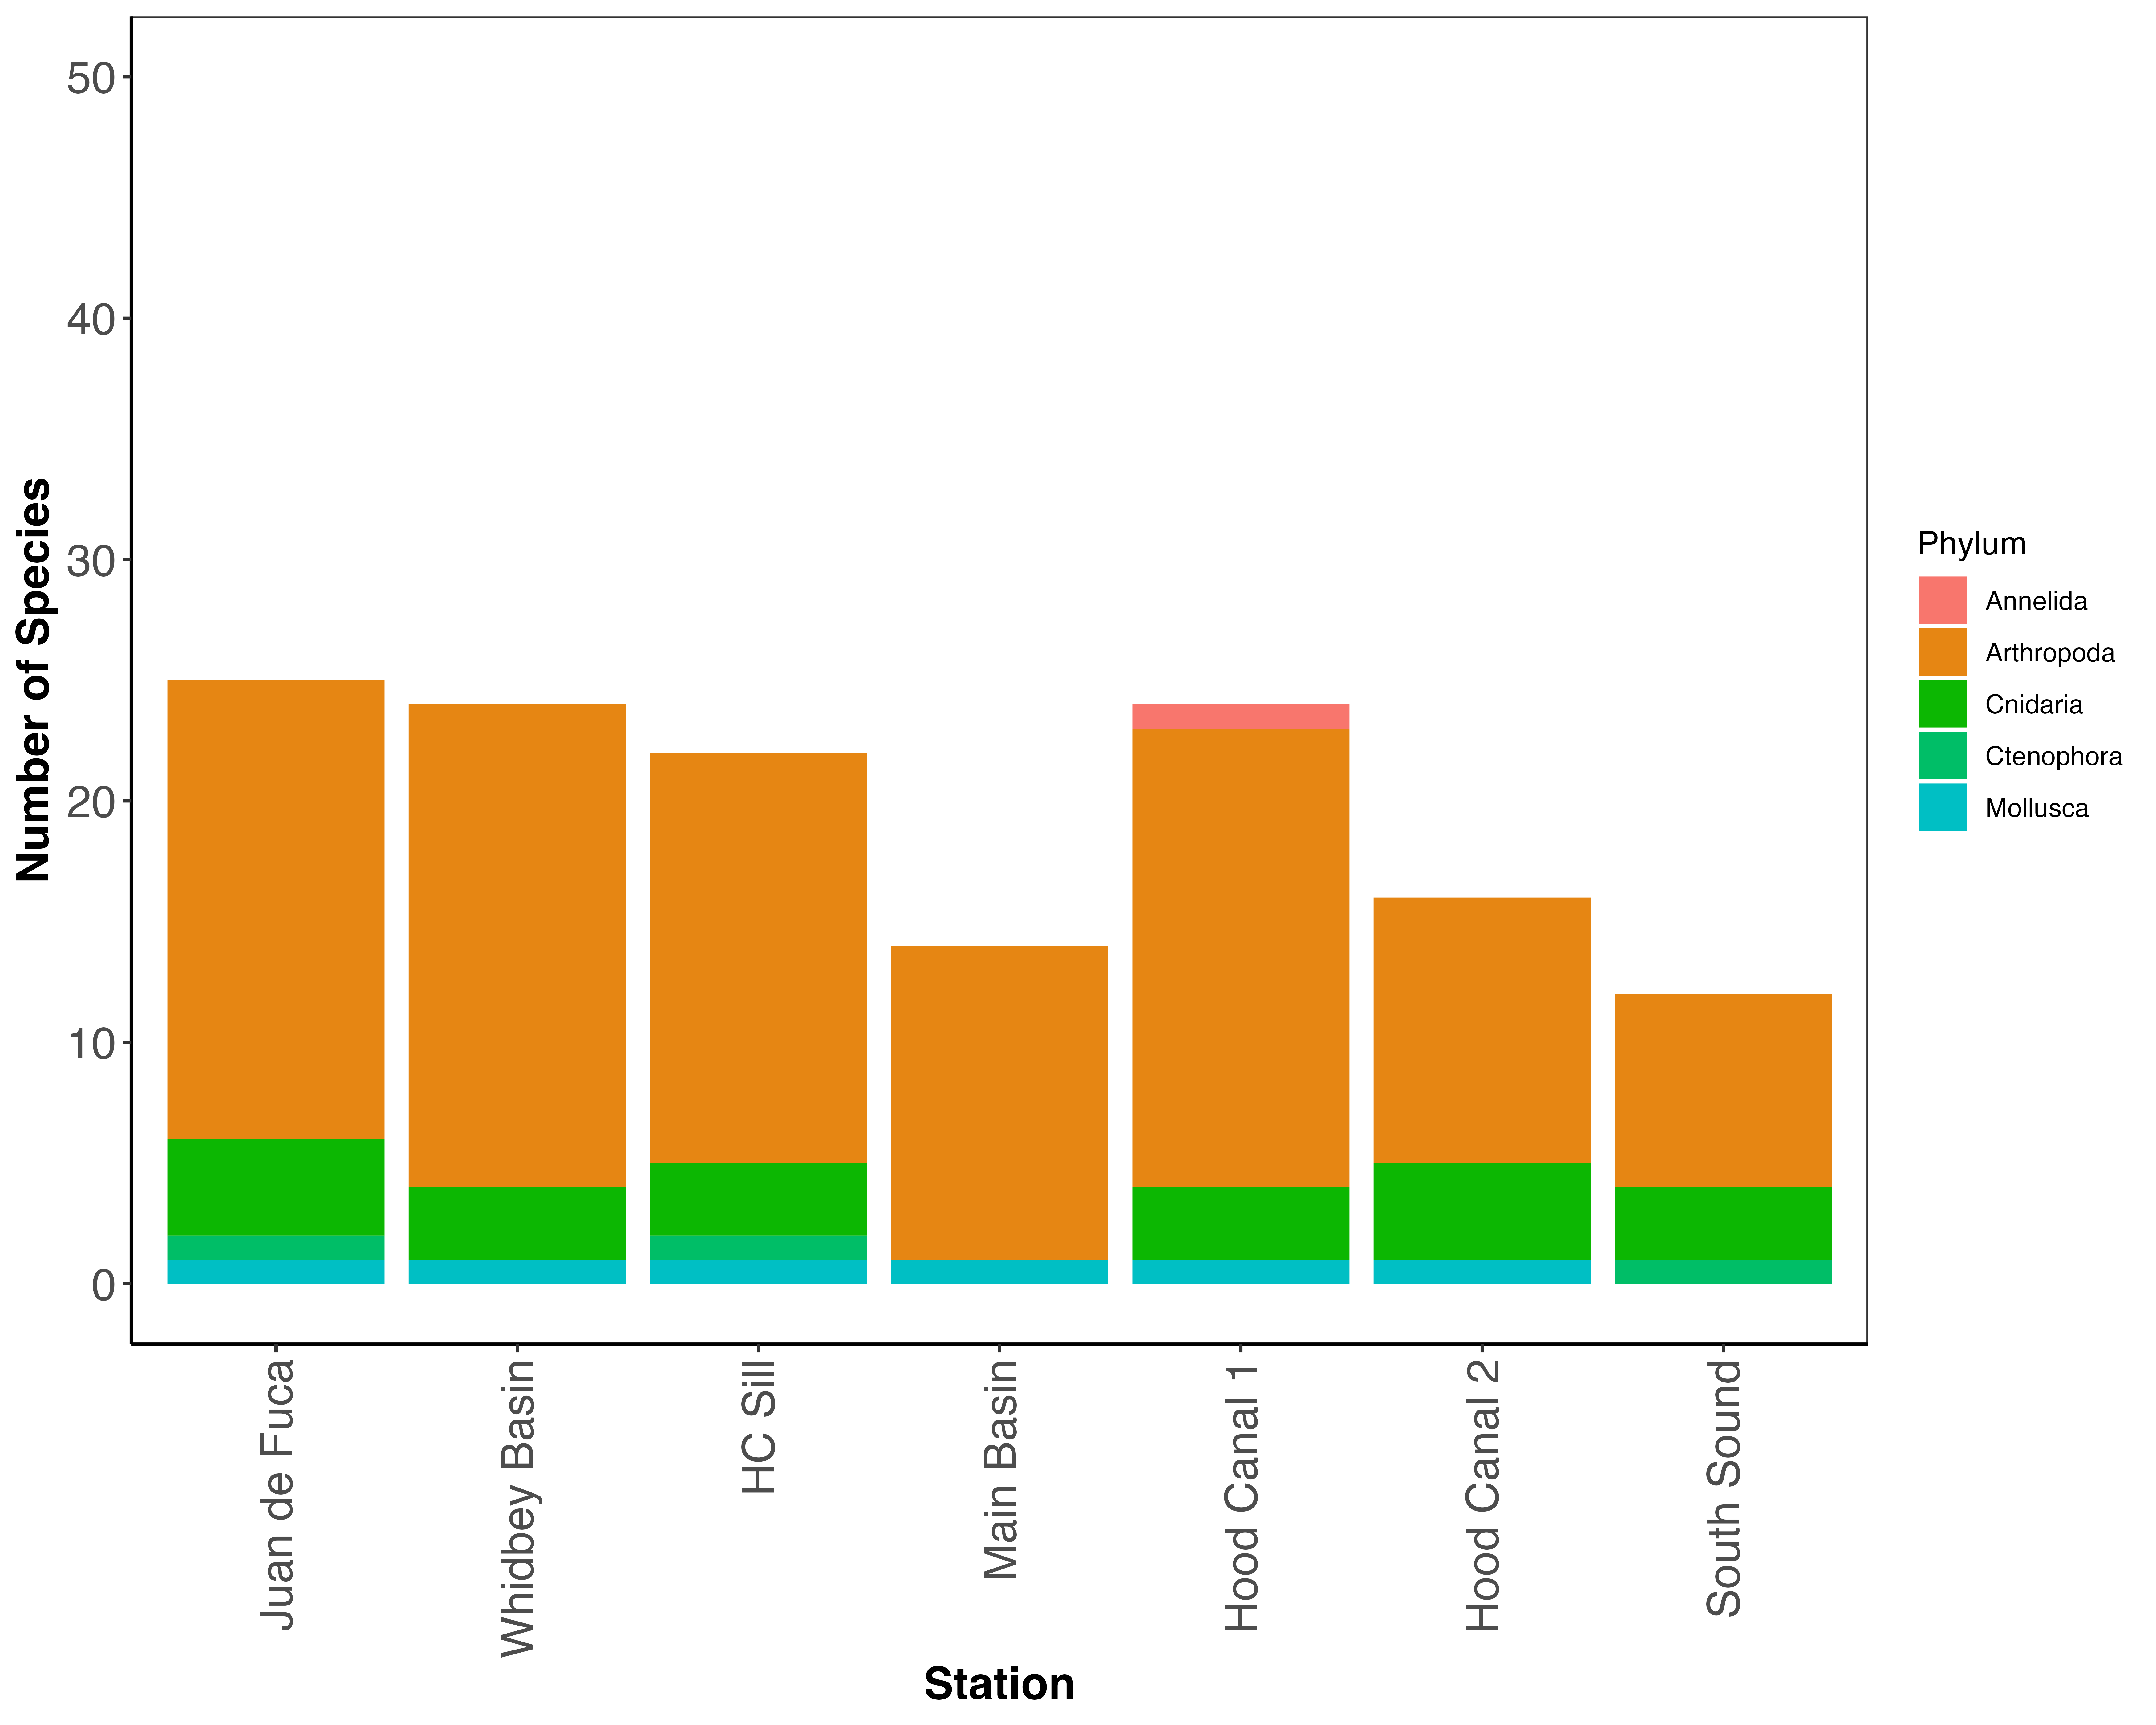 Number of Species
50
40
30
20
10
0
Juan de Fuca
Whidbey Basin
HC Sill
Main Basin
Hood Canal 1
Hood Canal 2
South Sound
Station
Phylum
Annelida
Arthropoda
Cnidaria
Ctenophora
Mollusca